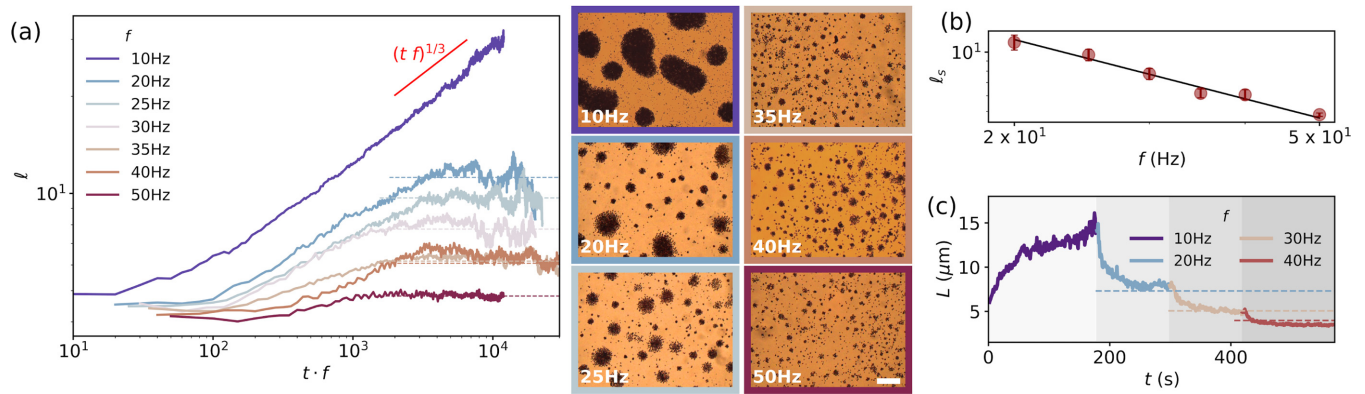 (a)
f
10Hz
20Hz
25Hz
30Hz
35Hz
40Hz
50Hz
(t f)^{1/3}
ℓ
10^1
10^1
10^2
10^3
10^4
t · f
10Hz
35Hz
20Hz
40Hz
25Hz
50Hz
(b)
ℓ_s
10^1
2 x 10^1
5 x 10^1
f (Hz)
(c)
L (μm)
15
10
5
f
10Hz
20Hz
30Hz
40Hz
0
200
400
t (s)